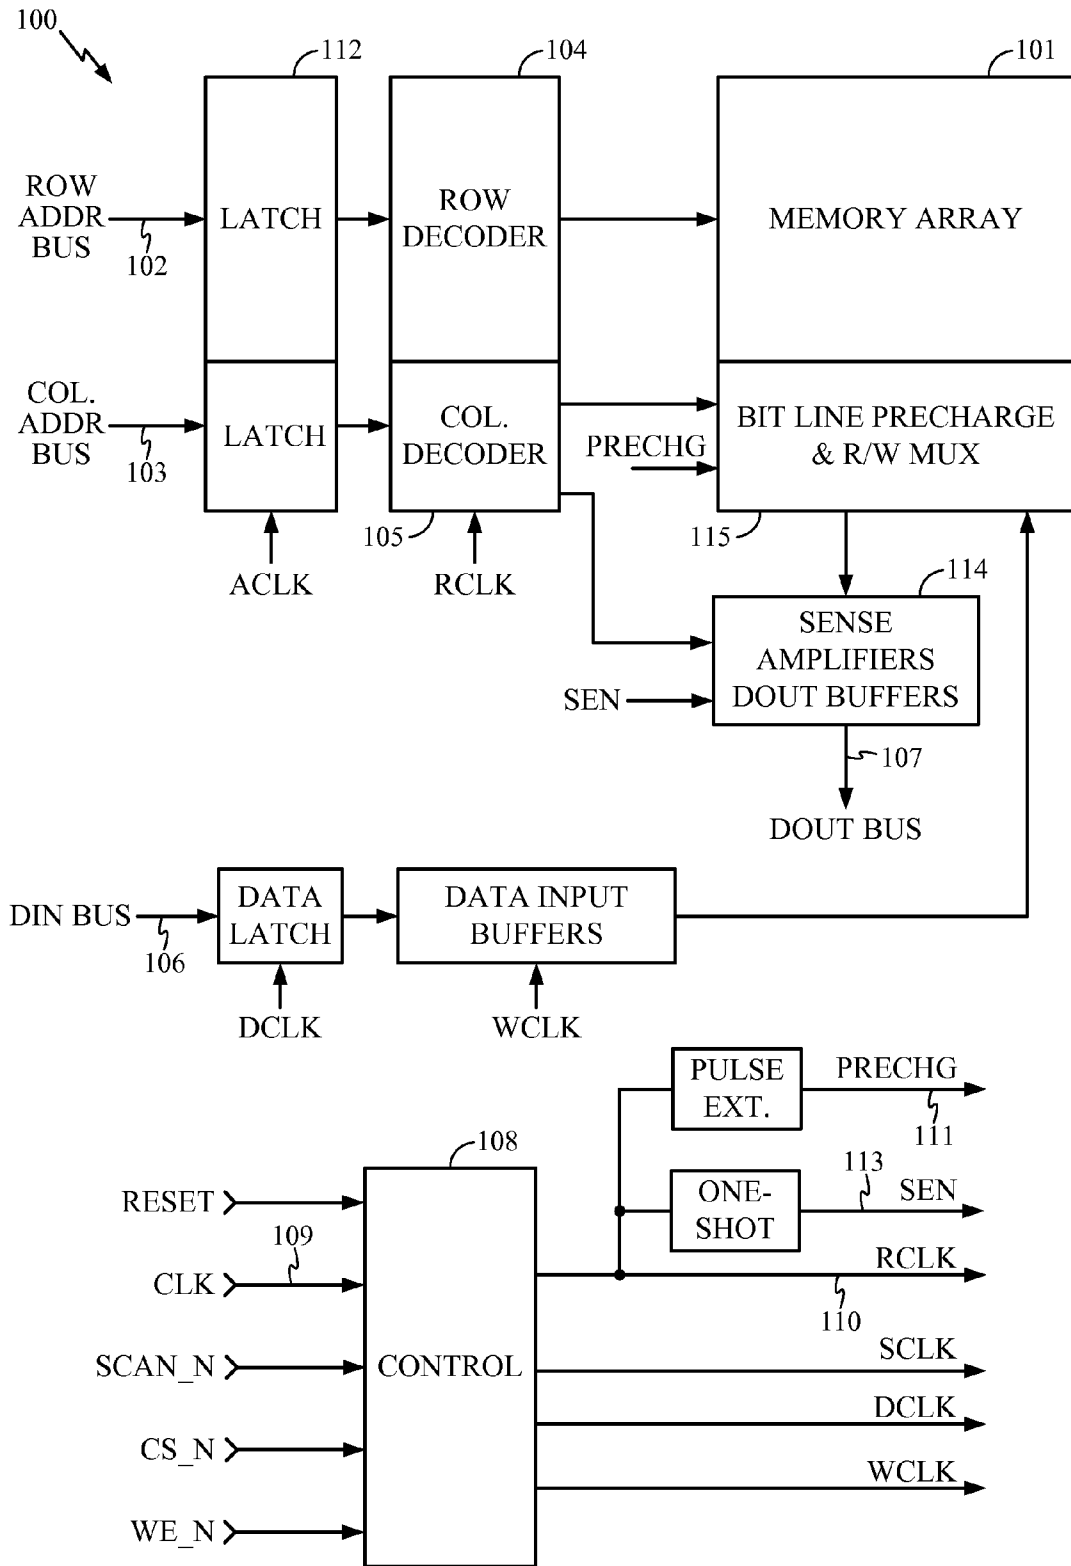 100
112
104
101
ROW
ADDR
BUS
102
LATCH
ROW
DECODER
MEMORY ARRAY
COL.
ADDR
BUS
103
LATCH
COL.
DECODER
PRECHG
BIT LINE PRECHARGE
& R/W MUX
105
115
ACLK
RCLK
114
SENSE
AMPLIFIERS
DOUT BUFFERS
SEN
107
DOUT BUS
DIN BUS
106
DATA
LATCH
DATA INPUT
BUFFERS
DCLK
WCLK
PULSE
EXT.
PRECHG
111
108
ONE-
SHOT
113
SEN
RESET
109
CLK
RCLK
110
SCAN_N
CONTROL
SCLK
DCLK
CS_N
WCLK
WE_N